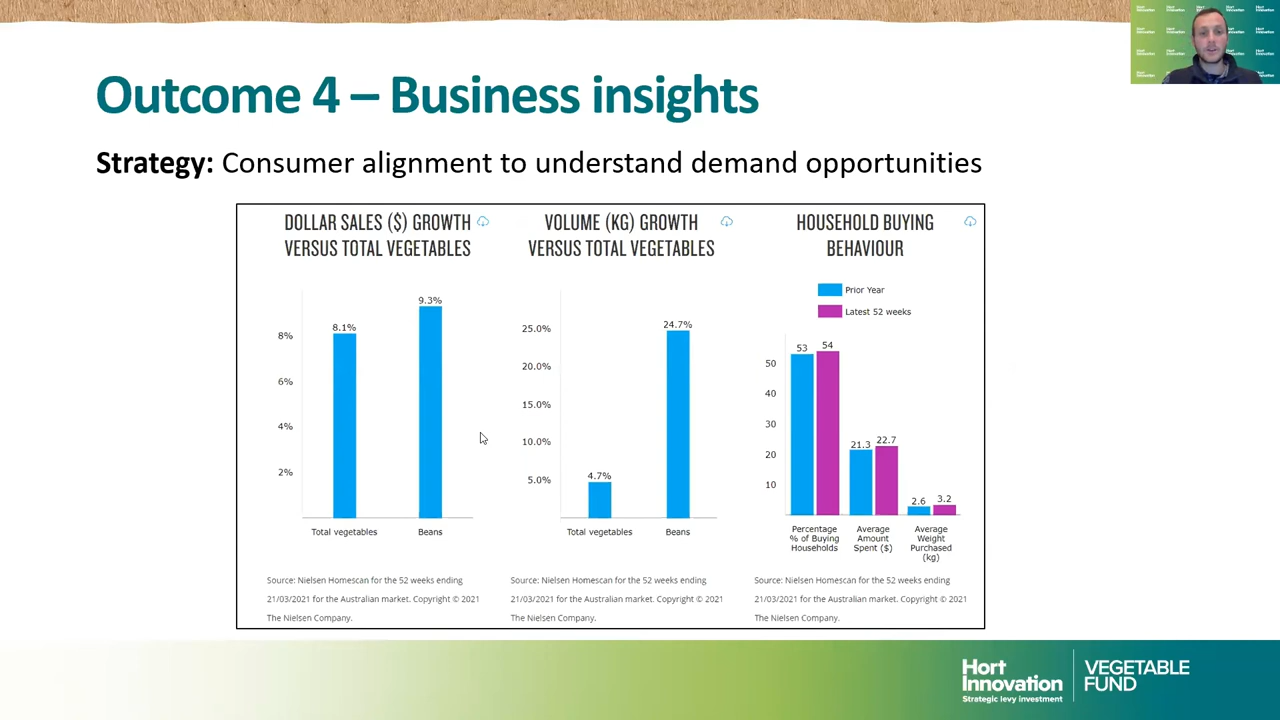 Outcome 4 – Business insights
Strategy: Consumer alignment to understand demand opportunities
DOLLAR SALES ($) GROWTH
VERSUS TOTAL VEGETABLES
8%
6%
4%
2%
8.1%
9.3%
Total vegetables
Beans
Source: Nielsen Homescan for the 52 weeks ending
21/03/2021 for the Australian market. Copyright © 2021
The Nielsen Company.
VOLUME (KG) GROWTH
VERSUS TOTAL VEGETABLES
25.0%
20.0%
15.0%
10.0%
5.0%
4.7%
24.7%
Total vegetables
Beans
Source: Nielsen Homescan for the 52 weeks ending
21/03/2021 for the Australian market. Copyright © 2021
The Nielsen Company.
HOUSEHOLD BUYING
BEHAVIOUR
Prior Year
Latest 52 weeks
50
40
30
20
10
53
54
21.3
22.7
2.6
3.2
Percentage
% of Buying
Households
Average
Amount
Spent ($)
Average
Weight
Purchased
(kg)
Source: Nielsen Homescan for the 52 weeks ending
21/03/2021 for the Australian market. Copyright © 2021
The Nielsen Company.
Hort
Innovation
Strategic levy investment
VEGETABLE
FUND